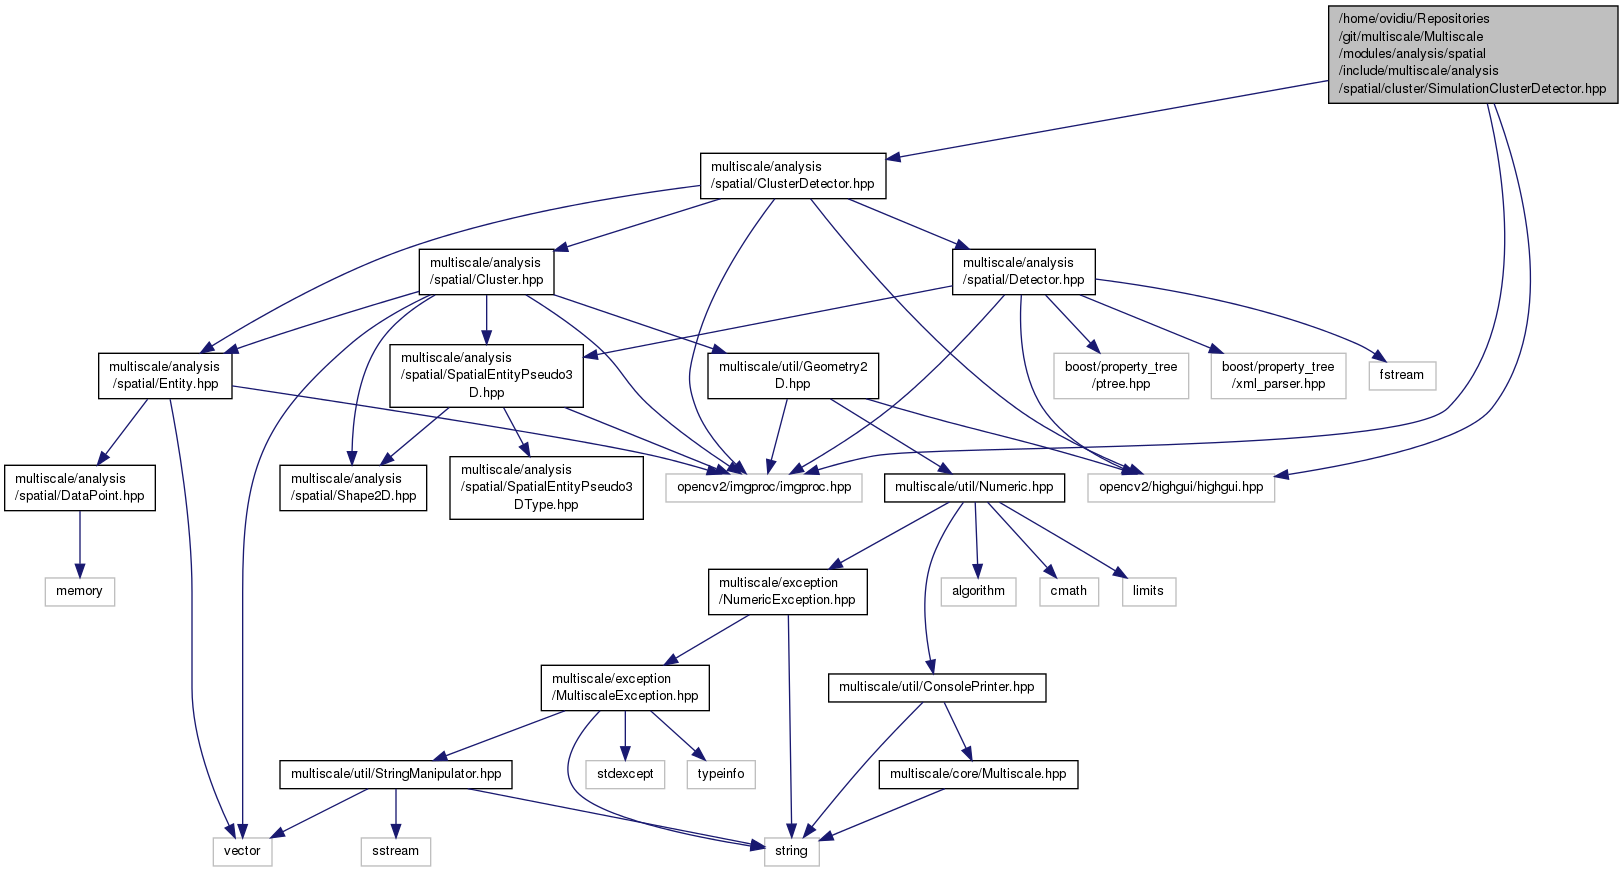 /home/ovidiu/Repositories
/git/multiscale/Multiscale
/modules/analysis/spatial
/include/multiscale/analysis
/spatial/cluster/SimulationClusterDetector.hpp
multiscale/analysis
/spatial/ClusterDetector.hpp
multiscale/analysis
/spatial/Cluster.hpp
multiscale/analysis
/spatial/Detector.hpp
multiscale/analysis
/spatial/Entity.hpp
multiscale/analysis
/spatial/SpatialEntityPseudo3
D.hpp
multiscale/util/Geometry2
D.hpp
boost/property_tree
/ptree.hpp
boost/property_tree
/xml_parser.hpp
fstream
multiscale/analysis
/spatial/DataPoint.hpp
multiscale/analysis
/spatial/Shape2D.hpp
multiscale/analysis
/spatial/SpatialEntityPseudo3
DType.hpp
opencv2/imgproc/imgproc.hpp
multiscale/util/Numeric.hpp
opencv2/highgui/highgui.hpp
memory
multiscale/exception
/NumericException.hpp
algorithm
cmath
limits
multiscale/exception
/MultiscaleException.hpp
multiscale/util/ConsolePrinter.hpp
multiscale/util/StringManipulator.hpp
stdexcept
typeinfo
multiscale/core/Multiscale.hpp
vector
sstream
string